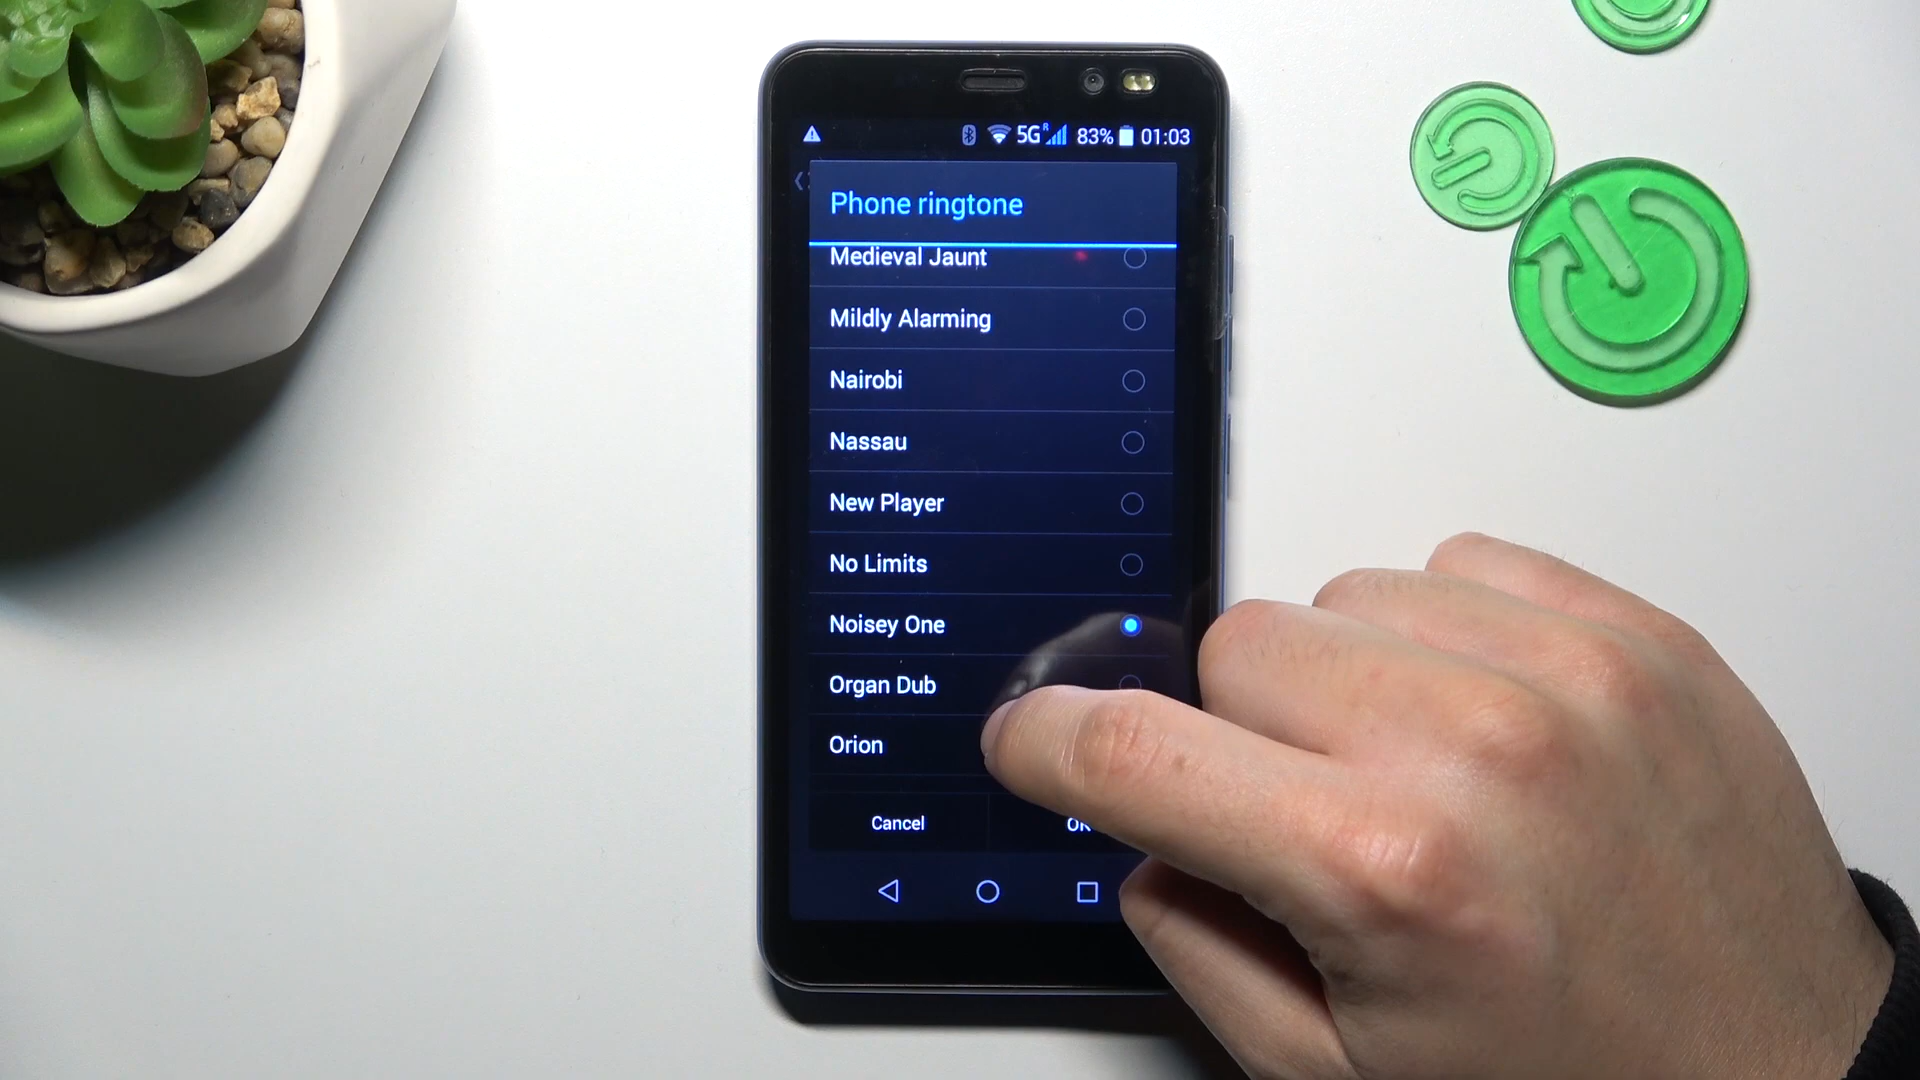 5G R 83% 01:03
Phone ringtone
Medieval Jaunt
Mildly Alarming
Nairobi
Nassau
New Player
No Limits
Noisey One
Organ Dub
Orion
Cancel OK